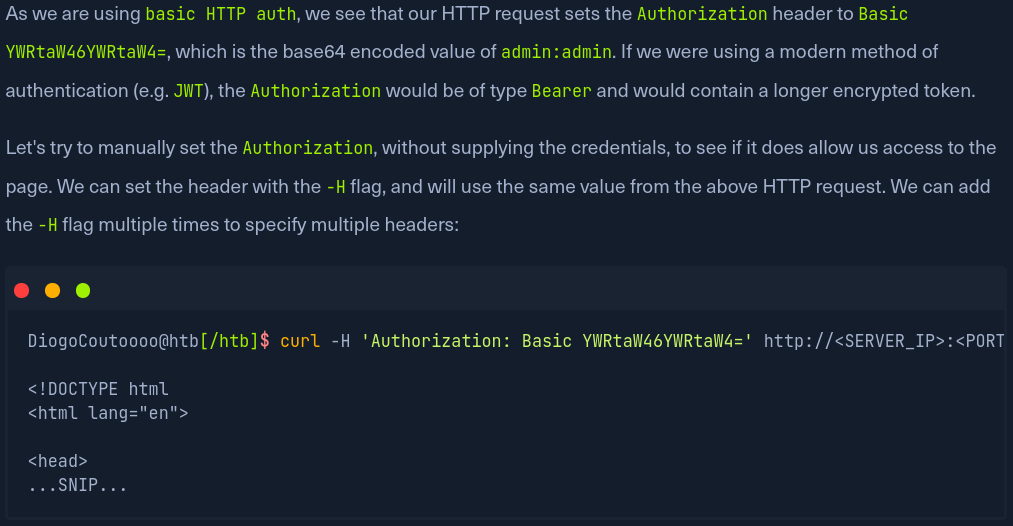 As we are using basic HTTP auth, we see that our HTTP request sets the Authorization header to Basic
YWRtaW46YWRtaW4=, which is the base64 encoded value of admin:admin. If we were using a modern method of
authentication (e.g. JWT), the Authorization would be of type Bearer and would contain a longer encrypted token.
Let's try to manually set the Authorization, without supplying the credentials, to see if it does allow us access to the
page. We can set the header with the -H flag, and will use the same value from the above HTTP request. We can add
the -H flag multiple times to specify multiple headers:
DiogoCoutoooo@htb[/htb]$ curl -H 'Authorization: Basic YWRtaW46YWRtaW4=' http://<SERVER_IP>:<PORT
<!DOCTYPE html
<html lang="en">
<head>
...SNIP...